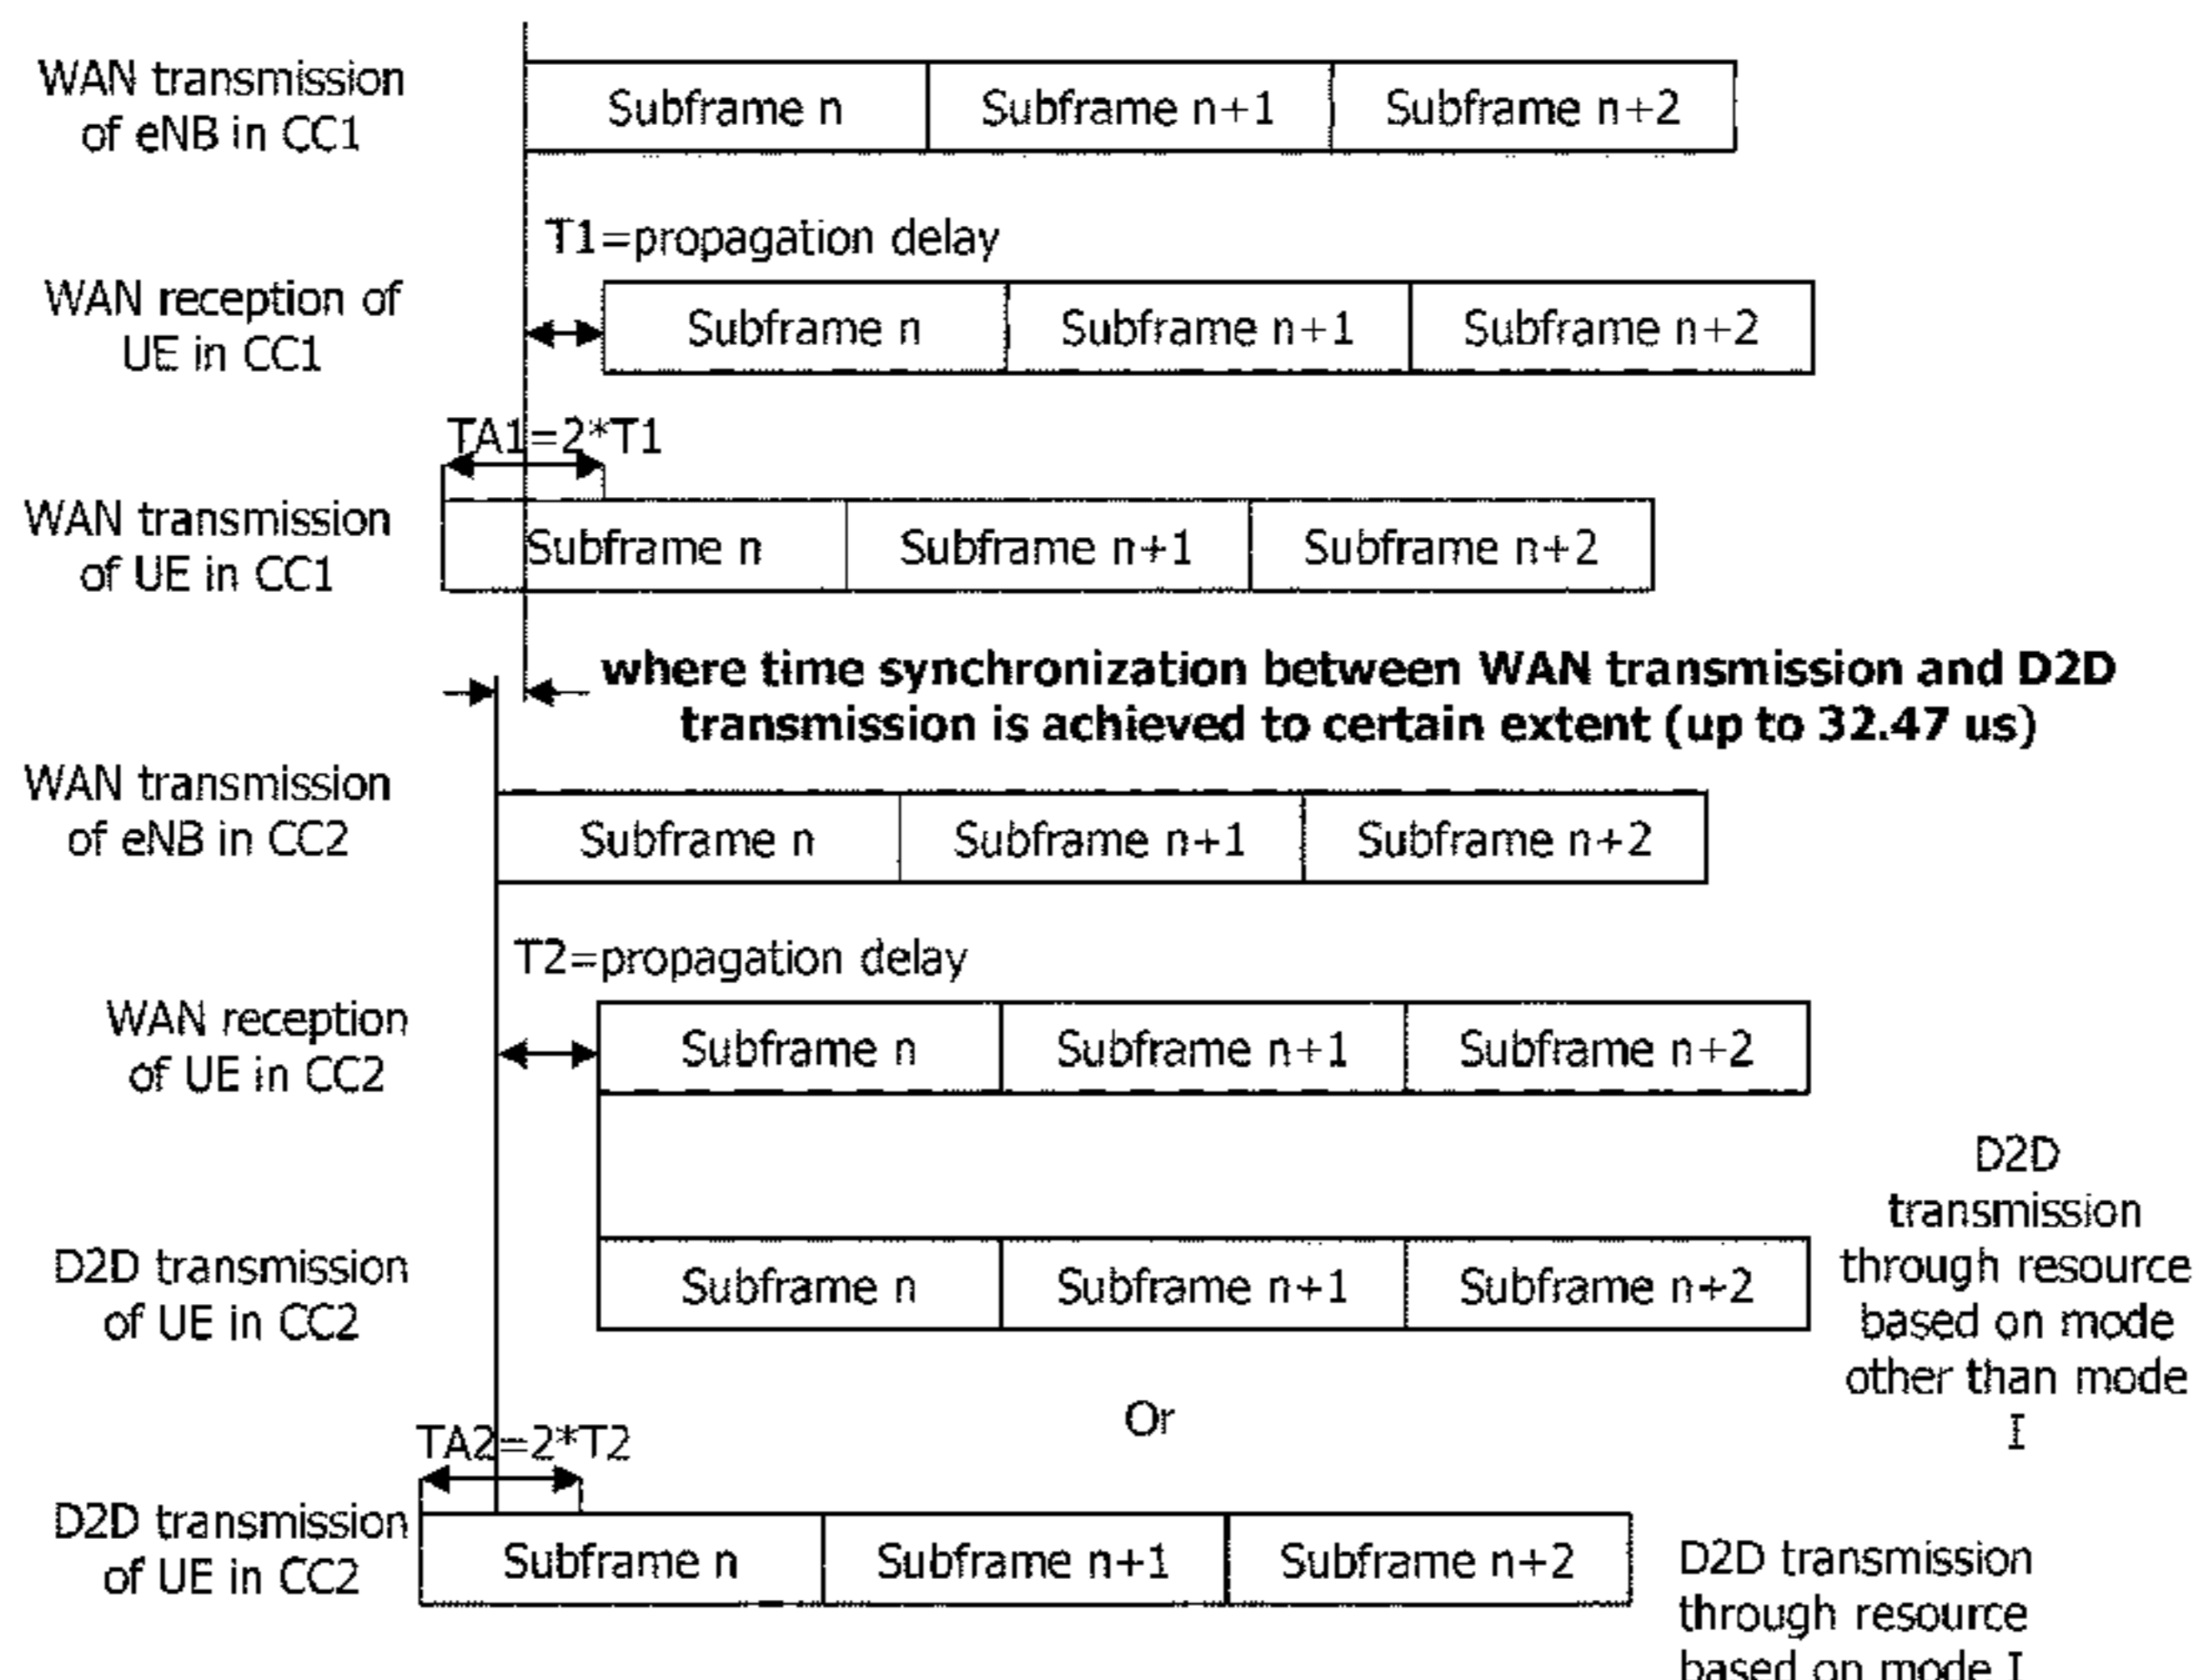 WAN transmission
of eNB in CC1
Subframe n
Subframe n+1
Subframe n+2
T1=propagation delay
WAN reception of
UE in CC1
Subframe n
Subframe n+1
Subframe n+2
TA1=2*T1
WAN transmission
of UE in CC1
Subframe n
Subframe n+1
Subframe n+2
where time synchronization between WAN transmission and D2D
transmission is achieved to certain extent (up to 32.47 us)
WAN transmission
of eNB in CC2
Subframe n
Subframe n+1
Subframe n+2
T2=propagation delay
WAN reception
of UE in CC2
Subframe n
Subframe n+1
Subframe n+2
D2D transmission
of UE in CC2
Subframe n
Subframe n+1
Subframe n+2
D2D
transmission
through resource
based on mode
other than mode
I
Or
TA2=2*T2
D2D transmission
of UE in CC2
Subframe n
Subframe n+1
Subframe n+2
D2D transmission
through resource
based on mode I